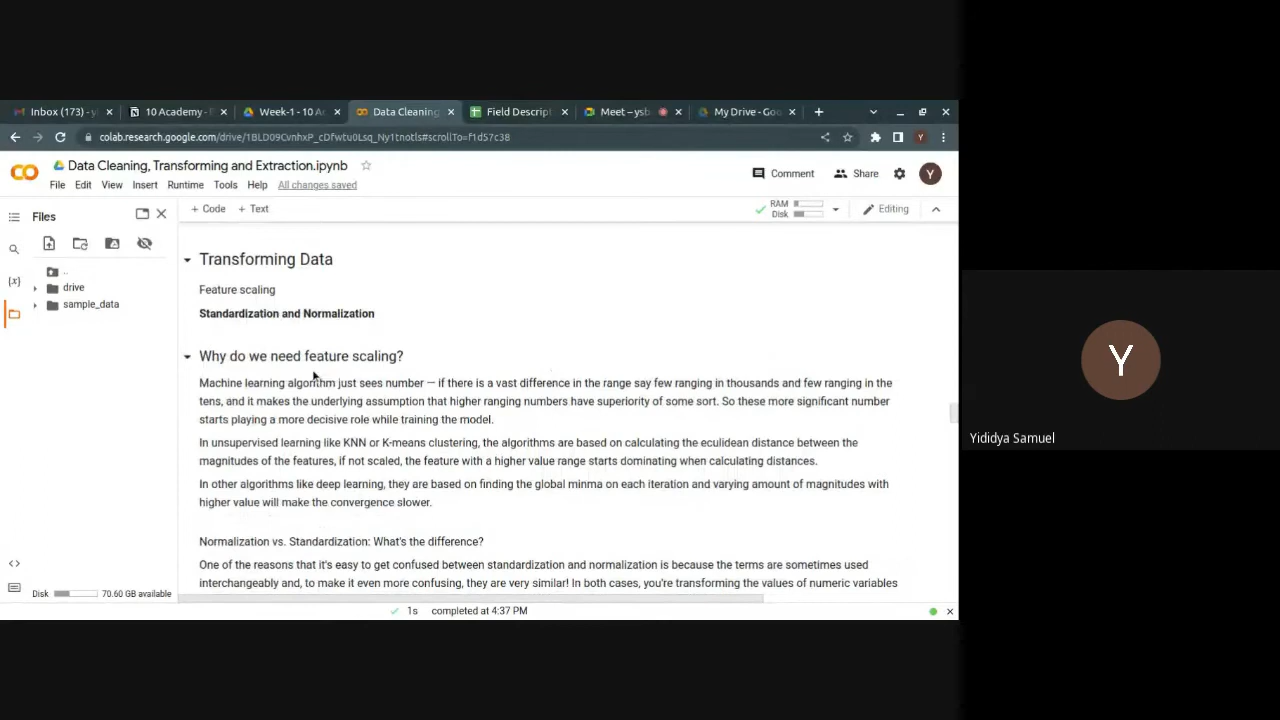 Inbox (173) - y
10 Academy - 
Week-1 - 10 A
Data Cleaning,
Field Descript
Meet – ysb
My Drive - Goo
colab.research.google.com/drive/1BLD09CvnhxP_cDfwtu0Lsq_Ny1tnotls#scrollTo=f1d57c38
Data Cleaning, Transforming and Extraction.ipynb
File Edit View Insert Runtime Tools Help All changes saved
Comment Share Y
Files
+ Code + Text
RAM
Disk
Editing
..
drive
sample_data
{x}
Transforming Data
Feature scaling
Standardization and Normalization
Why do we need feature scaling?
Machine learning algorithm just sees number — if there is a vast difference in the range say few ranging in thousands and few ranging in the
tens, and it makes the underlying assumption that higher ranging numbers have superiority of some sort. So these more significant number
starts playing a more decisive role while training the model.
In unsupervised learning like KNN or K-means clustering, the algorithms are based on calculating the eculidean distance between the
magnitudes of the features, if not scaled, the feature with a higher value range starts dominating when calculating distances.
In other algorithms like deep learning, they are based on finding the global minma on each iteration and varying amount of magnitudes with
higher value will make the convergence slower.
Normalization vs. Standardization: What's the difference?
One of the reasons that it's easy to get confused between standardization and normalization is because the terms are sometimes used
interchangeably and, to make it even more confusing, they are very similar! In both cases, you're transforming the values of numeric variables
Disk 70.60 GB available
1s completed at 4:37 PM
Y
Yididya Samuel